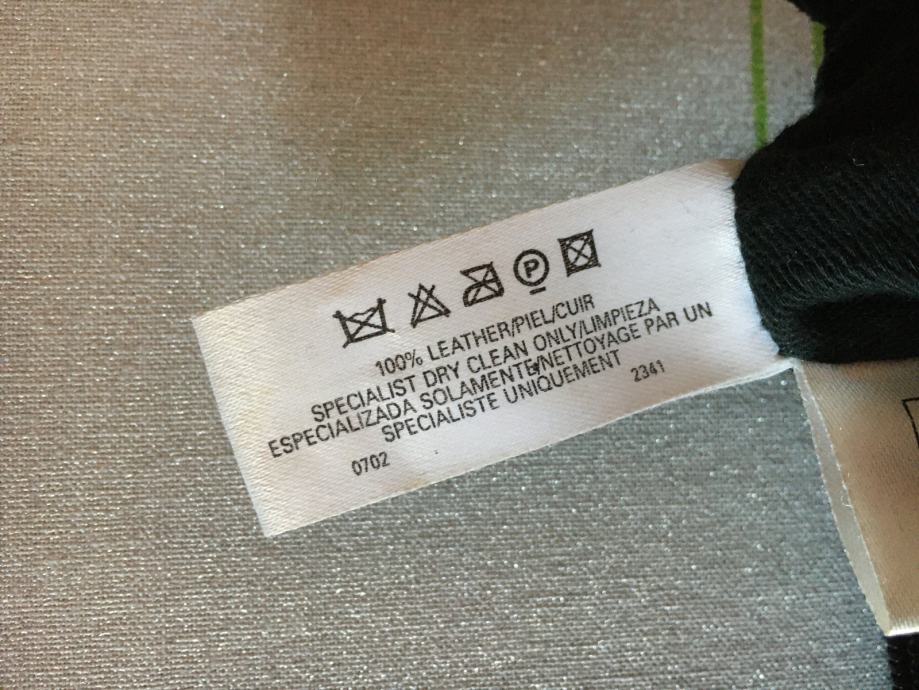 P
100% LEATHER/PIEL/CUIR
SPECIALIST DRY CLEAN ONLY/LIMPIEZA
ESPECIALIZADA SOLAMENTE/NETTOYAGE PAR UN
SPECIALISTE UNIQUEMENT
0702
2341